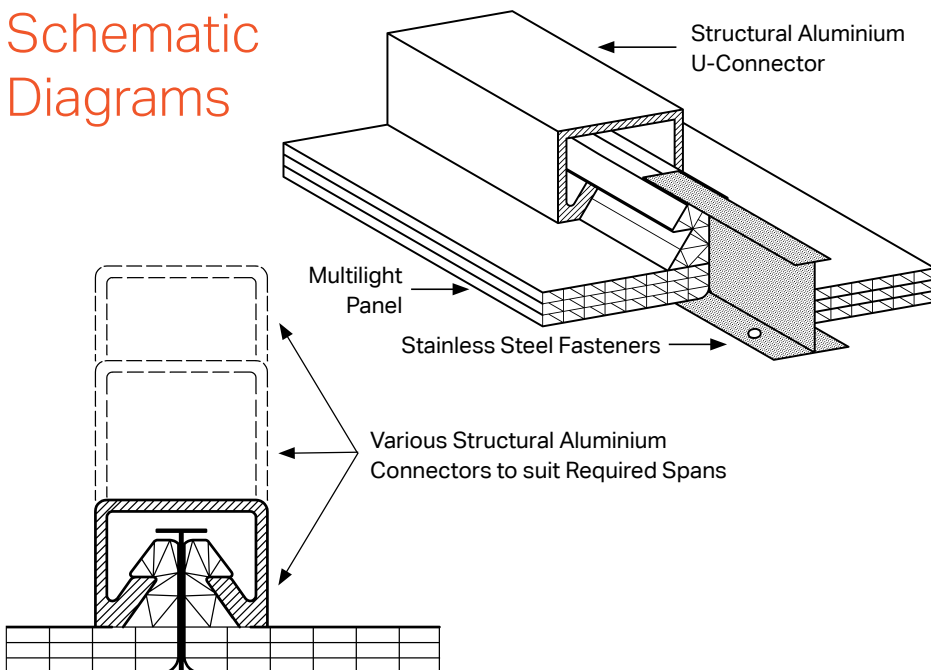 Schematic
Diagrams
Structural Aluminium
U-Connector
Multilight
Panel
Stainless Steel Fasteners
Various Structural Aluminium
Connectors to suit Required Spans